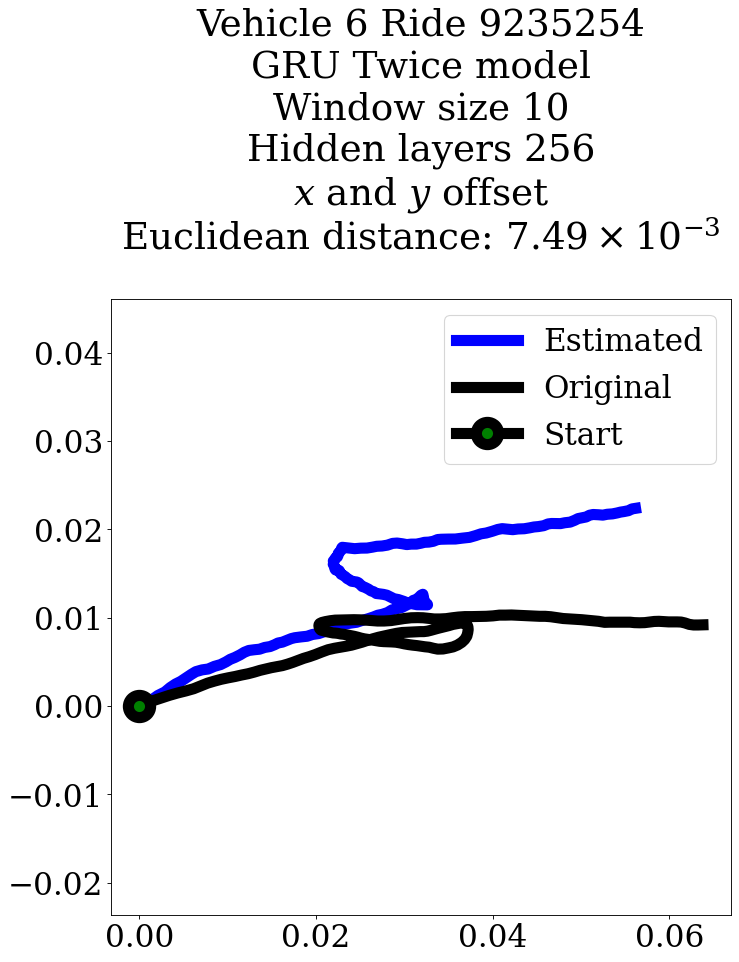 Vehicle 6 Ride 9235254
GRU Twice model
Window size 10
Hidden layers 256
x and y offset
Euclidean distance: 7.49 × 10⁻³
Estimated
Original
Start
0.04
0.03
0.02
0.01
0.00
−0.01
−0.02
0.00 0.02 0.04 0.06